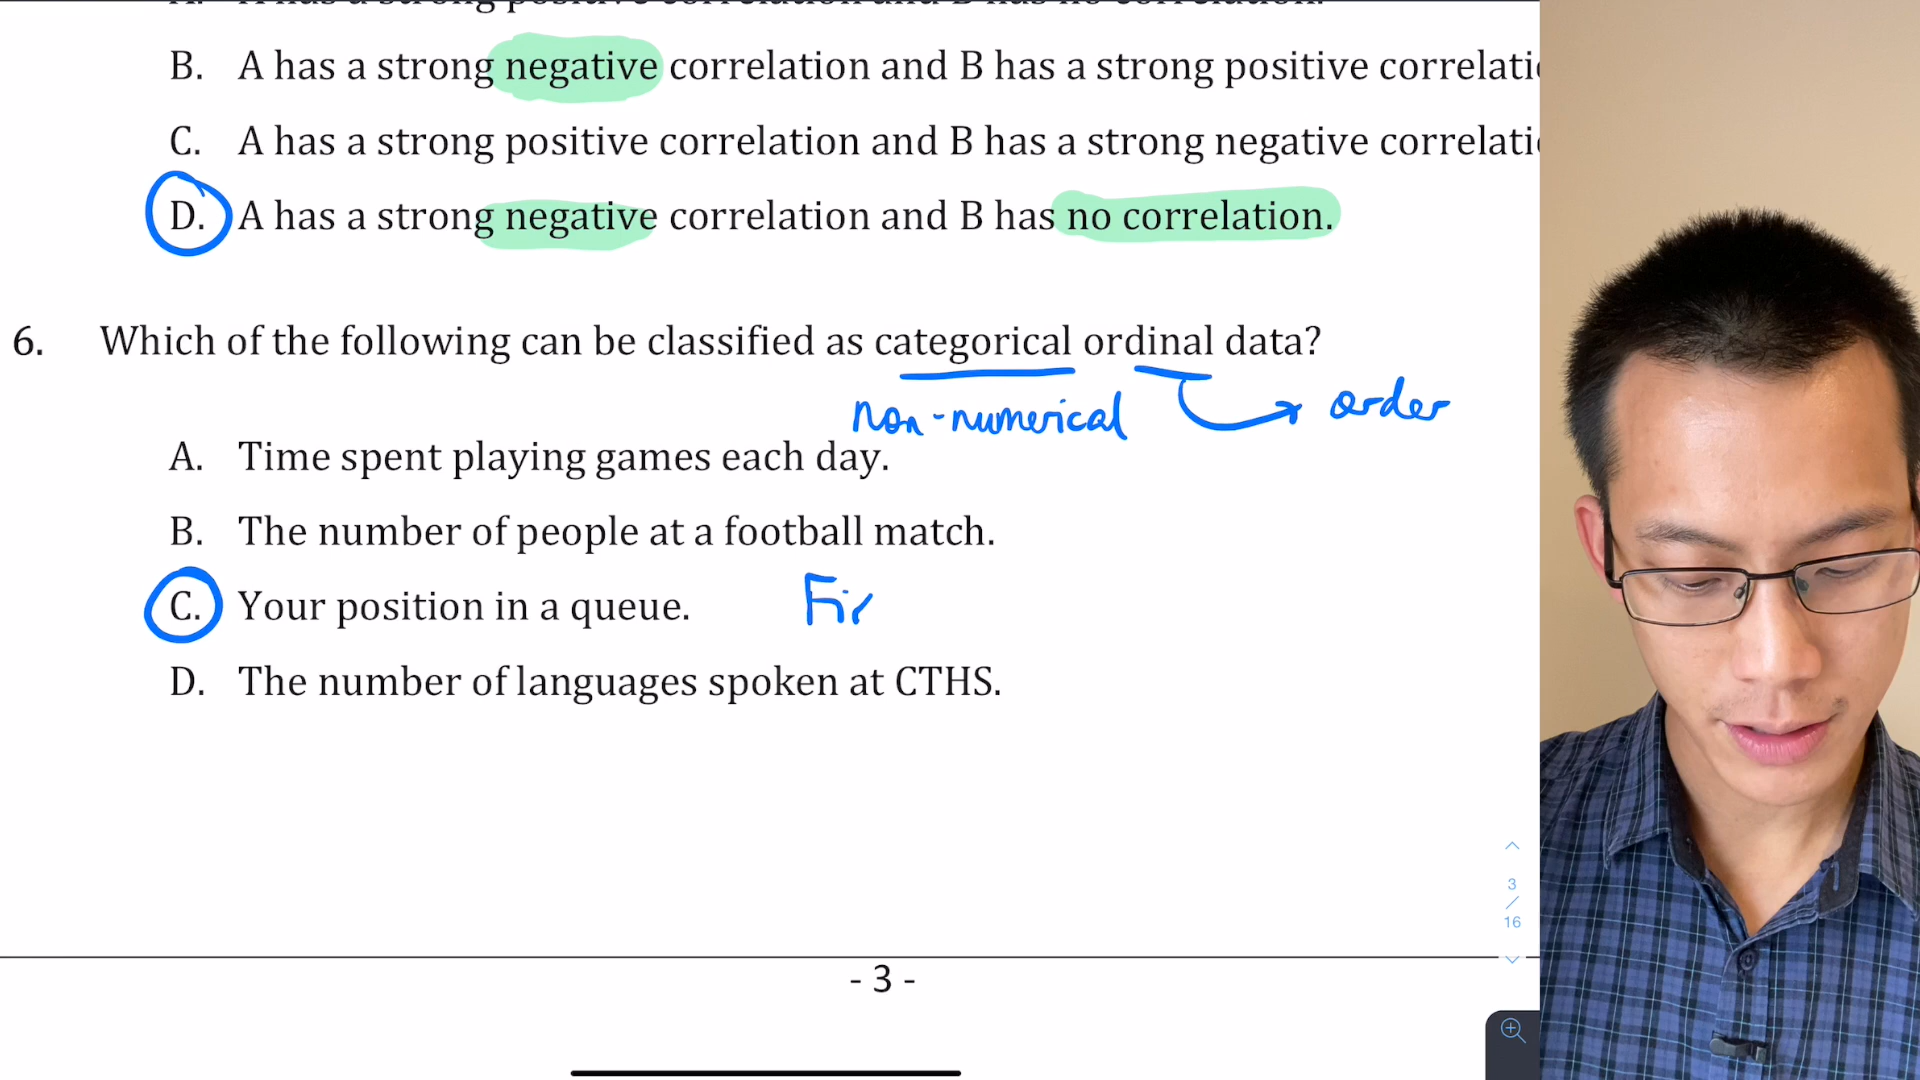 B. A has a strong negative correlation and B has a strong positive
C. A has a strong positive correlation and B has a strong negative
D. A has a strong negative correlation and B has no correlation.
6. Which of the following can be classified as categorical ordinal data?
non-numerical
order
A. Time spent playing games each day.
B. The number of people at a football match.
C. Your position in a queue. Fir
D. The number of languages spoken at CTHS.
3
/
16
- 3 -